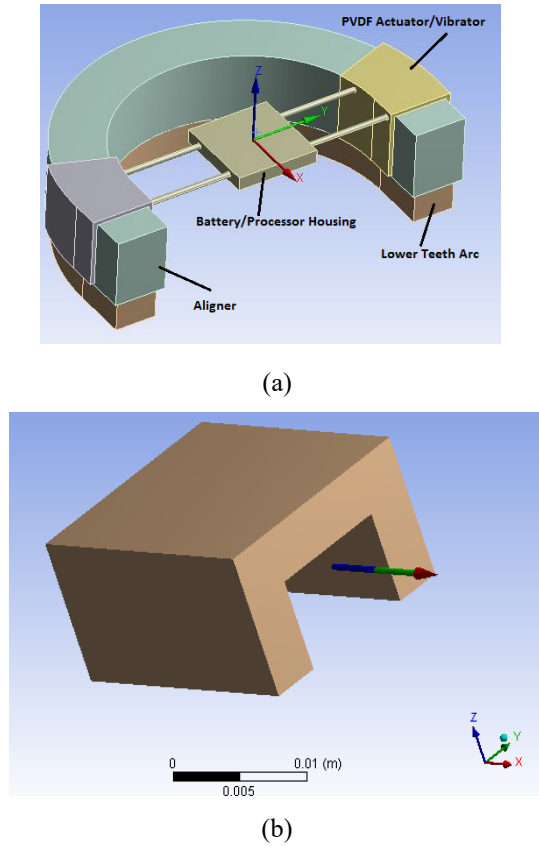 PVDF Actuator/Vibrator
Z
Y
X
Battery/Processor Housing
Lower Teeth Arc
Aligner
(a)
Z
Y
X
0
0.01 (m)
0.005
(b)